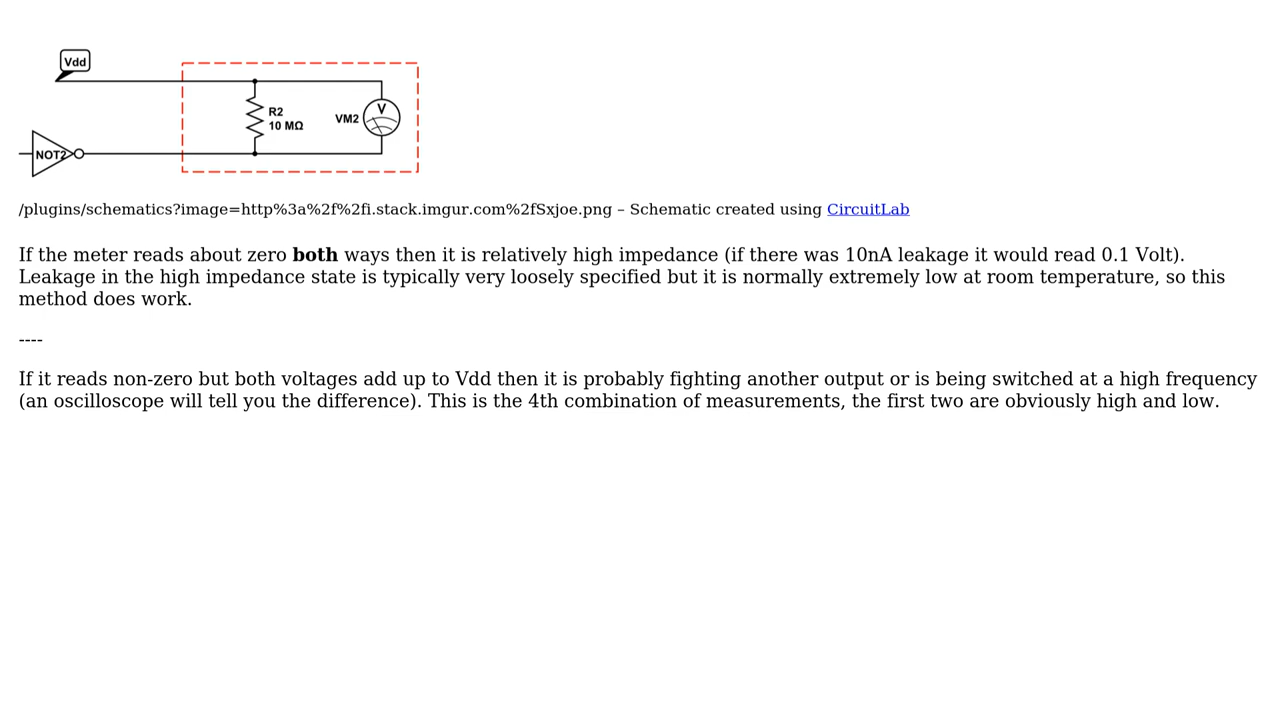 Vdd
R2
10 MΩ
VM2
V
NOT2
/plugins/schematics?image=http%3a%2f%2fi.stack.imgur.com%2fSxjoe.png – Schematic created using CircuitLab
If the meter reads about zero both ways then it is relatively high impedance (if there was 10nA leakage it would read 0.1 Volt).
Leakage in the high impedance state is typically very loosely specified but it is normally extremely low at room temperature, so this
method does work.
----
If it reads non-zero but both voltages add up to Vdd then it is probably fighting another output or is being switched at a high frequency
(an oscilloscope will tell you the difference). This is the 4th combination of measurements, the first two are obviously high and low.